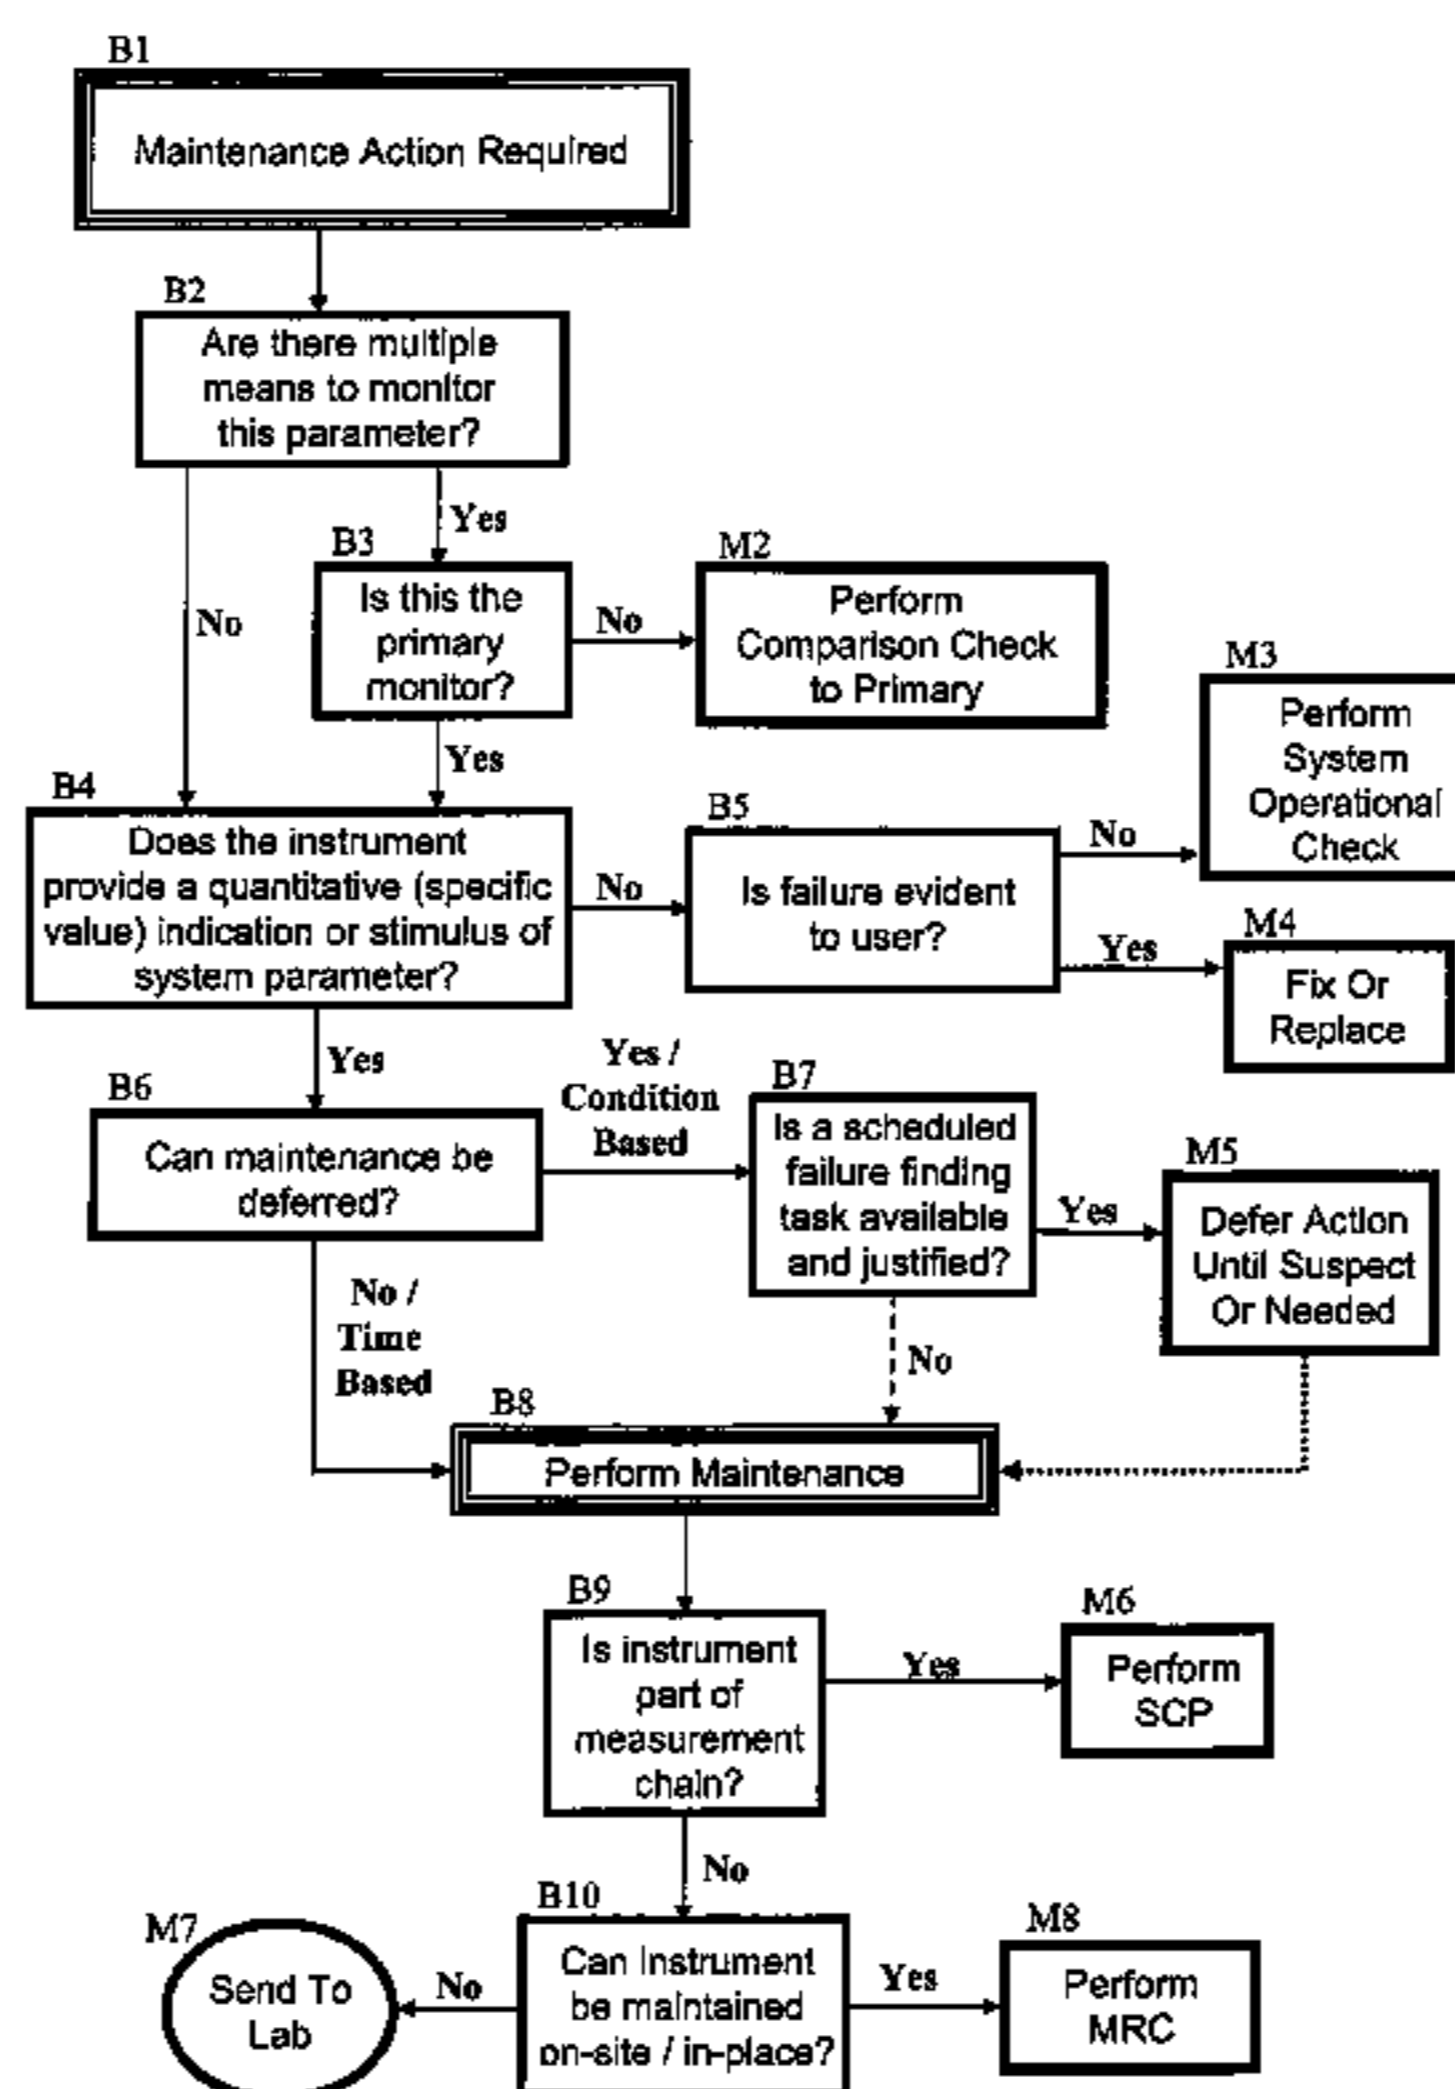 B1
Maintenance Action Required
B2
Are there multiple
means to monitor
this parameter?
Yes
No
B3
Is this the
primary
monitor?
No
M2
Perform
Comparison Check
to Primary
Yes
M3
Perform
System
Operational
Check
B4
Does the instrument
provide a quantitative (specific
value) indication or stimulus of
system parameter?
No
B5
Is failure evident
to user?
No
Yes
M4
Fix Or
Replace
Yes
B6
Can maintenance be
deferred?
Yes /
Condition
Based
B7
Is a scheduled
failure finding
task available
and justified?
Yes
M5
Defer Action
Until Suspect
Or Needed
No /
Time
Based
No
B8
Perform Maintenance
B9
Is instrument
part of
measurement
chain?
Yes
M6
Perform
SCP
No
B10
Can Instrument
be maintained
on-site / in-place?
No
M7
Send To
Lab
Yes
M8
Perform
MRC